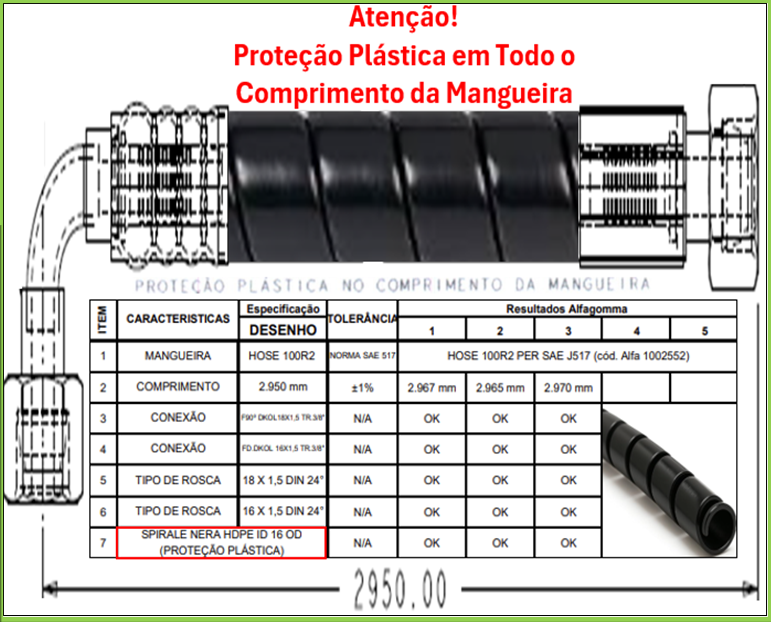 Atenção!
Proteção Plástica em Todo o
Comprimento da Mangueira
PROTEÇÃO PLÁSTICA NO COMPRIMENTO DA MANGUEIRA
ITEM CARACTERISTICAS Especificação DESENHO TOLERÂNCIA Resultados Alfagomma
1 2 3 4 5
1 MANGUEIRA HOSE 100R2 NORMA SAE 517 HOSE 100R2 PER SAE J517 (cód. Alfa 1002552)
2 COMPRIMENTO 2.950 mm ±1% 2.967 mm 2.965 mm 2.970 mm
3 CONEXÃO F90º DKOL18X1,5 TR.3/8" N/A OK OK OK
4 CONEXÃO FD.DKOL 16X1,5 TR.3/8" N/A OK OK OK
5 TIPO DE ROSCA 18 X 1,5 DIN 24° N/A OK OK OK
6 TIPO DE ROSCA 16 X 1,5 DIN 24° N/A OK OK OK
7 SPIRALE NERA HDPE ID 16 OD
(PROTEÇÃO PLÁSTICA) N/A OK OK OK
2950.00